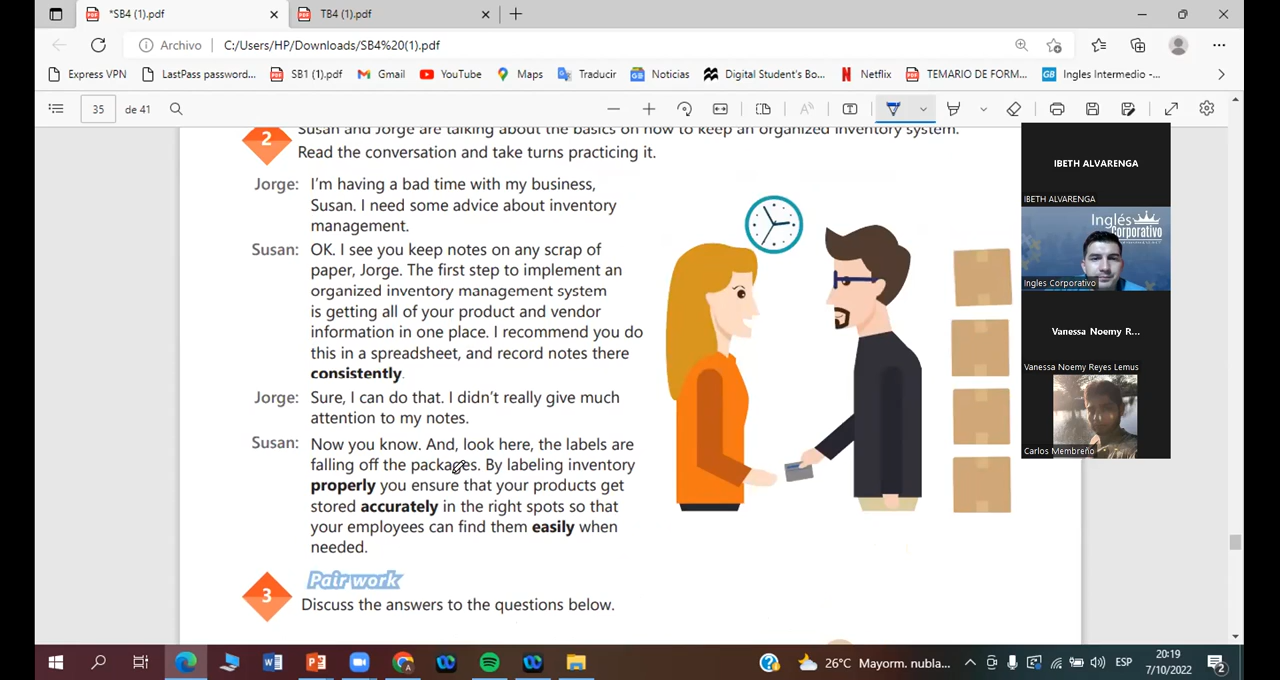 *SB4 (1).pdf
TB4 (1).pdf
Archivo
C:/Users/HP/Downloads/SB4%20(1).pdf
Express VPN
LastPass password...
SB1 (1).pdf
Gmail
YouTube
Maps
Traducir
Noticias
Digital Student's Bo...
Netflix
TEMARIO DE FORM...
Ingles Intermedio -...
35
de 41
2
Susan and Jorge are talking about the basics on how to keep an organized inventory system.
Read the conversation and take turns practicing it.
Jorge: I'm having a bad time with my business,
Susan. I need some advice about inventory
management.
Susan: OK. I see you keep notes on any scrap of
paper, Jorge. The first step to implement an
organized inventory management system
is getting all of your product and vendor
information in one place. I recommend you do
this in a spreadsheet, and record notes there
consistently.
Jorge: Sure, I can do that. I didn't really give much
attention to my notes.
Susan: Now you know. And, look here, the labels are
falling off the packages. By labeling inventory
properly you ensure that your products get
stored accurately in the right spots so that
your employees can find them easily when
needed.
3
Pair work
Discuss the answers to the questions below.
IBETH ALVARENGA
IBETH ALVARENGA
Inglés
Corporativo
Ingles Corporativo
Vanessa Noemy R...
Vanessa Noemy Reyes Lemus
Carlos Membreño
26°C Mayorm. nubla...
ESP
20:19
7/10/2022
2